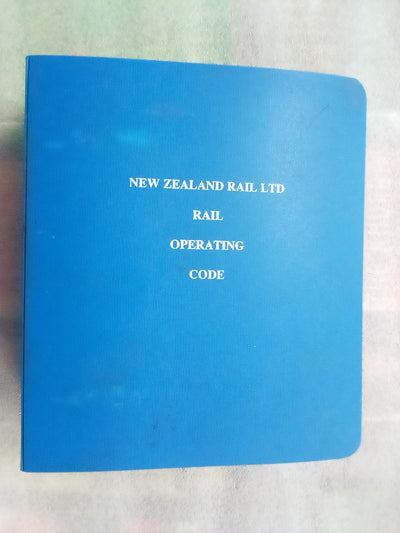 NEW ZEALAND RAIL LTD
RAIL
OPERATING
CODE